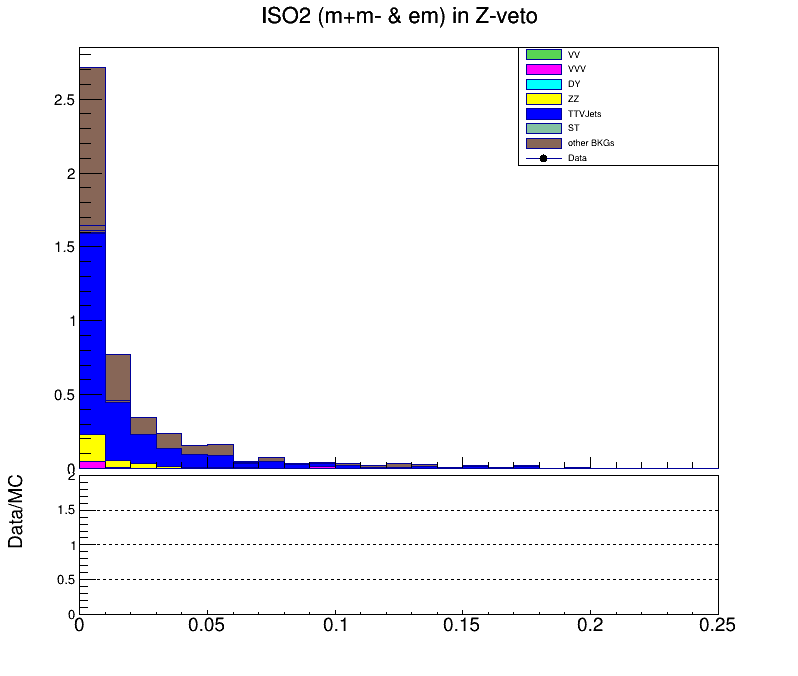 ISO2 (m+m- & em) in Z-veto
VV
VVV
DY
ZZ
TTVJets
ST
other BKGs
Data
2.5
2
1.5
1
0.5
0
Data/MC
2
1.5
1
0.5
0
0 0.05 0.1 0.15 0.2 0.25